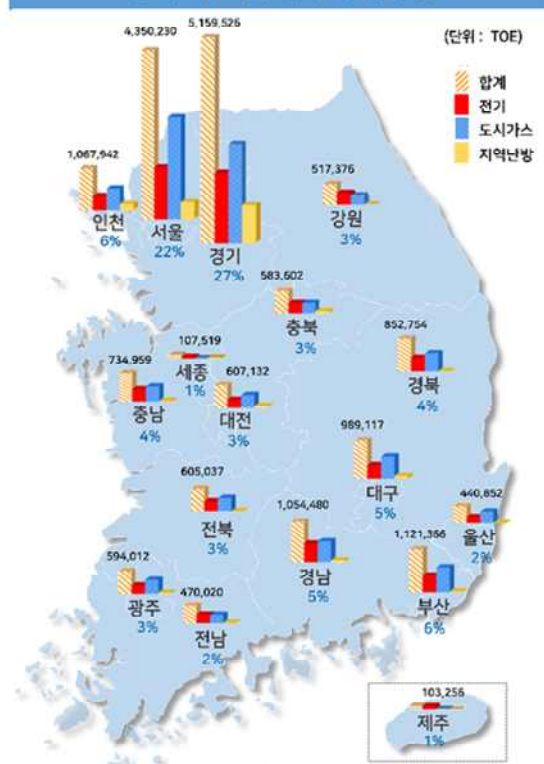 (단위 : TOE)
합계
전기
도시가스
지역난방
4,350,230
서울
22%
5,159,526
경기
27%
1,067,942
인천
6%
517,376
강원
3%
583,602
충북
3%
107,519
세종
1%
734,959
충남
4%
607,132
대전
3%
852,754
경북
4%
989,117
대구
5%
605,037
전북
3%
1,054,480
경남
5%
440,852
울산
2%
1,121,366
부산
6%
594,012
광주
3%
470,020
전남
2%
103,256
제주
1%